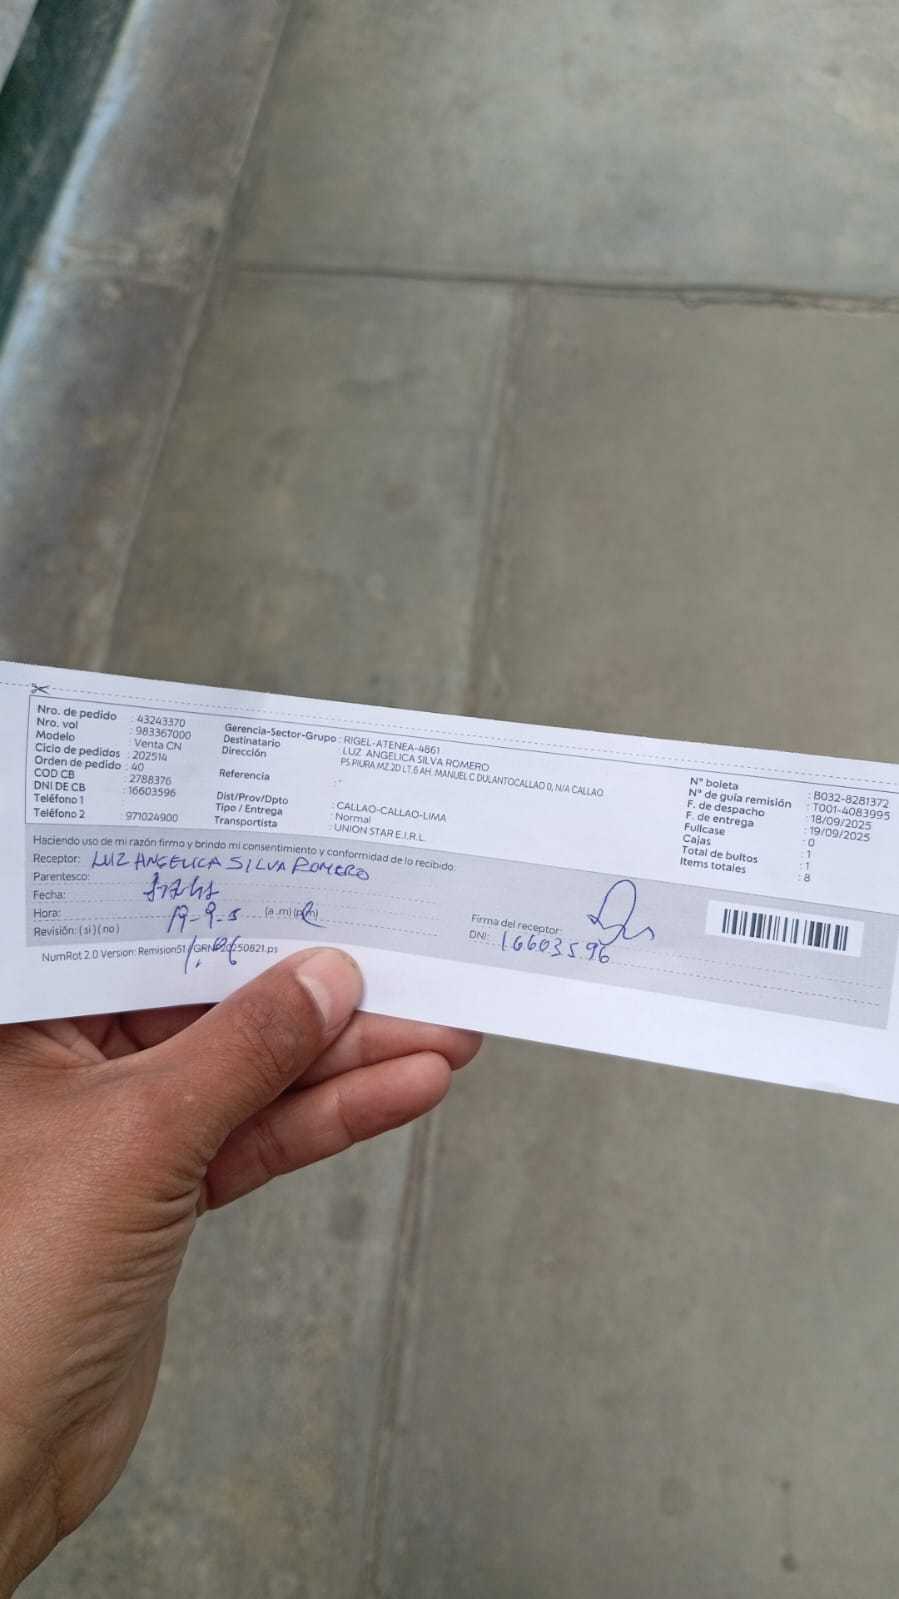 Nro. de pedido : 43243370
Nro. vol : 983367000
Modelo : Venta CN
Ciclo de pedidos : 202514
Orden de pedido : 40
COD CB : 2788376
DNI DE CB : 16603596
Teléfono 1 :
Teléfono 2 : 971024900
Gerencia-Sector-Grupo : RIGEL-ATENEA-4861
Destinatario : LUZ ANGELICA SILVA ROMERO
Dirección : PS.PIURA MZ.2D LT.6 AH. MANUEL C DULANTOCALLAO 0, N/A CALLAO
Referencia : -
Dist/Prov/Dpto : CALLAO-CALLAO-LIMA
Tipo / Entrega : Normal
Transportista : UNION STAR E.I.R.L.
N° boleta : B032-8281372
N° de guía remisión : T001-4083995
F. de despacho : 18/09/2025
F. de entrega : 19/09/2025
Fullcase : 0
Cajas : 1
Total de bultos : 1
Items totales : 8
Haciendo uso de mi razón firmo y brindo mi consentimiento y conformidad de lo recibido:
Receptor: LUZ ANGELICA SILVA ROMERO
Parentesco:
Fecha: 19-9-5
Hora: (a .m) (p.m)
Revisión: ( si ) ( no )
Firma del receptor:
DNI: 16603596
NumRot 2.0 Version: Remision51